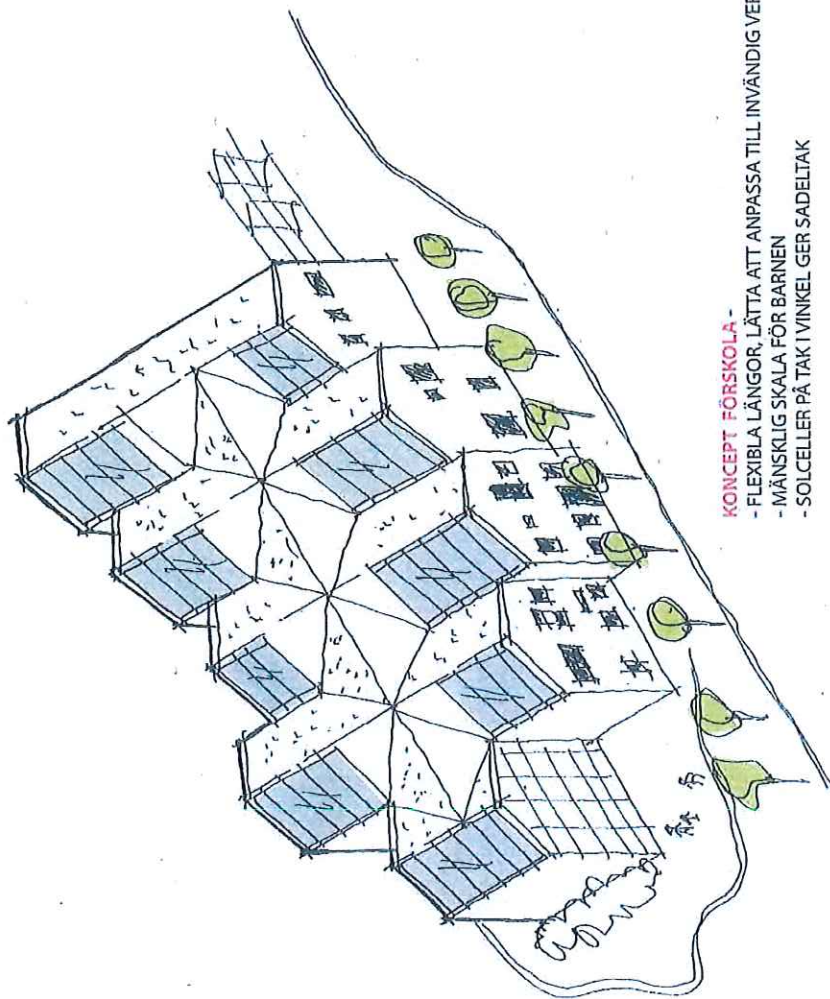 KONCEPT FÖRSKOLA -
- FLEXIBLA LÄNGOR, LÄTTA ATT ANPASSA TILL INVÄNDIG
- MÄNSKLIG SKALA FÖR BARNEN
- SOLCELLER PÅ TAK I VINKEL GER SADELTAK